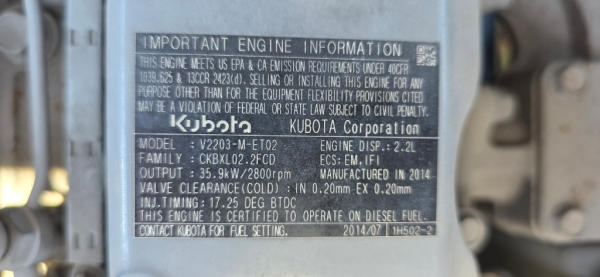 IMPORTANT ENGINE INFORMATION
THIS ENGINE MEETS US EPA & CA EMISSION REQUIREMENTS UNDER 40CFR
1039.625 & 13CCR 2423(d). SELLING OR INSTALLING THIS ENGINE FOR ANY
PURPOSE OTHER THAN FOR THE EQUIPMENT FLEXIBILITY PROVISIONS CITED
MAY BE A VIOLATION OF FEDERAL OR STATE LAW SUBJECT TO CIVIL PENALTY.
Kubota KUBOTA Corporation
MODEL : V2203-M-ET02 ENGINE DISP.: 2.2L
FAMILY : CKBXL02.2FCD ECS: EM.IFI
OUTPUT : 35.9kW/2800rpm MANUFACTURED IN 2014
VALVE CLEARANCE(COLD) : IN 0.20mm EX 0.20mm
INJ.TIMING: 17.25 DEG BTDC
THIS ENGINE IS CERTIFIED TO OPERATE ON DIESEL FUEL.
CONTACT KUBOTA FOR FUEL SETTING. 2014/07 1H502-2